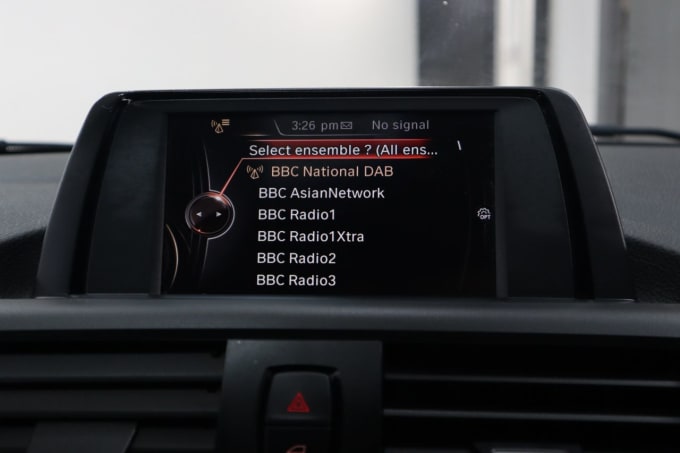 3:26 pm No signal
Select ensemble ? (All ens...
BBC National DAB
BBC AsianNetwork
BBC Radio1
BBC Radio1Xtra
BBC Radio2
BBC Radio3
OPT